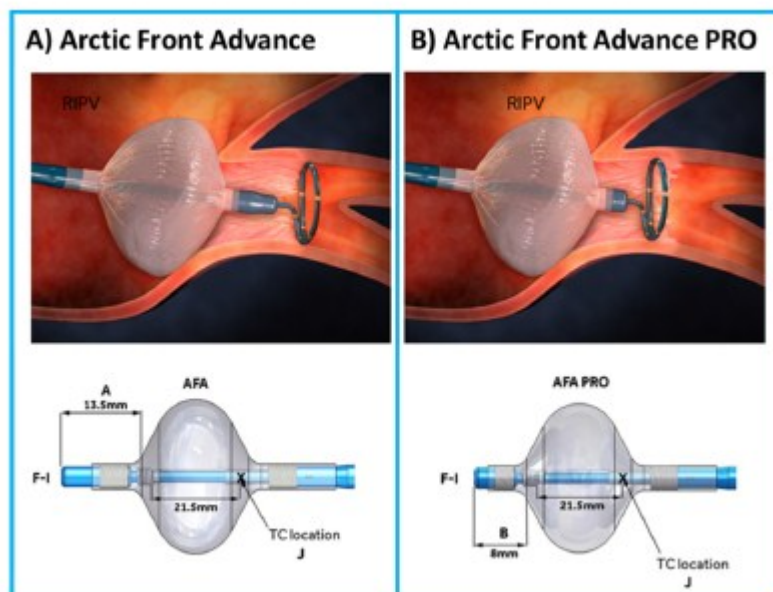 A) Arctic Front Advance
RIPV
A
13.5mm
AFA
F-I
X
21.5mm
TC location
J
B) Arctic Front Advance PRO
RIPV
AFA PRO
F-I
X
21.5mm
B
8mm
TC location
J